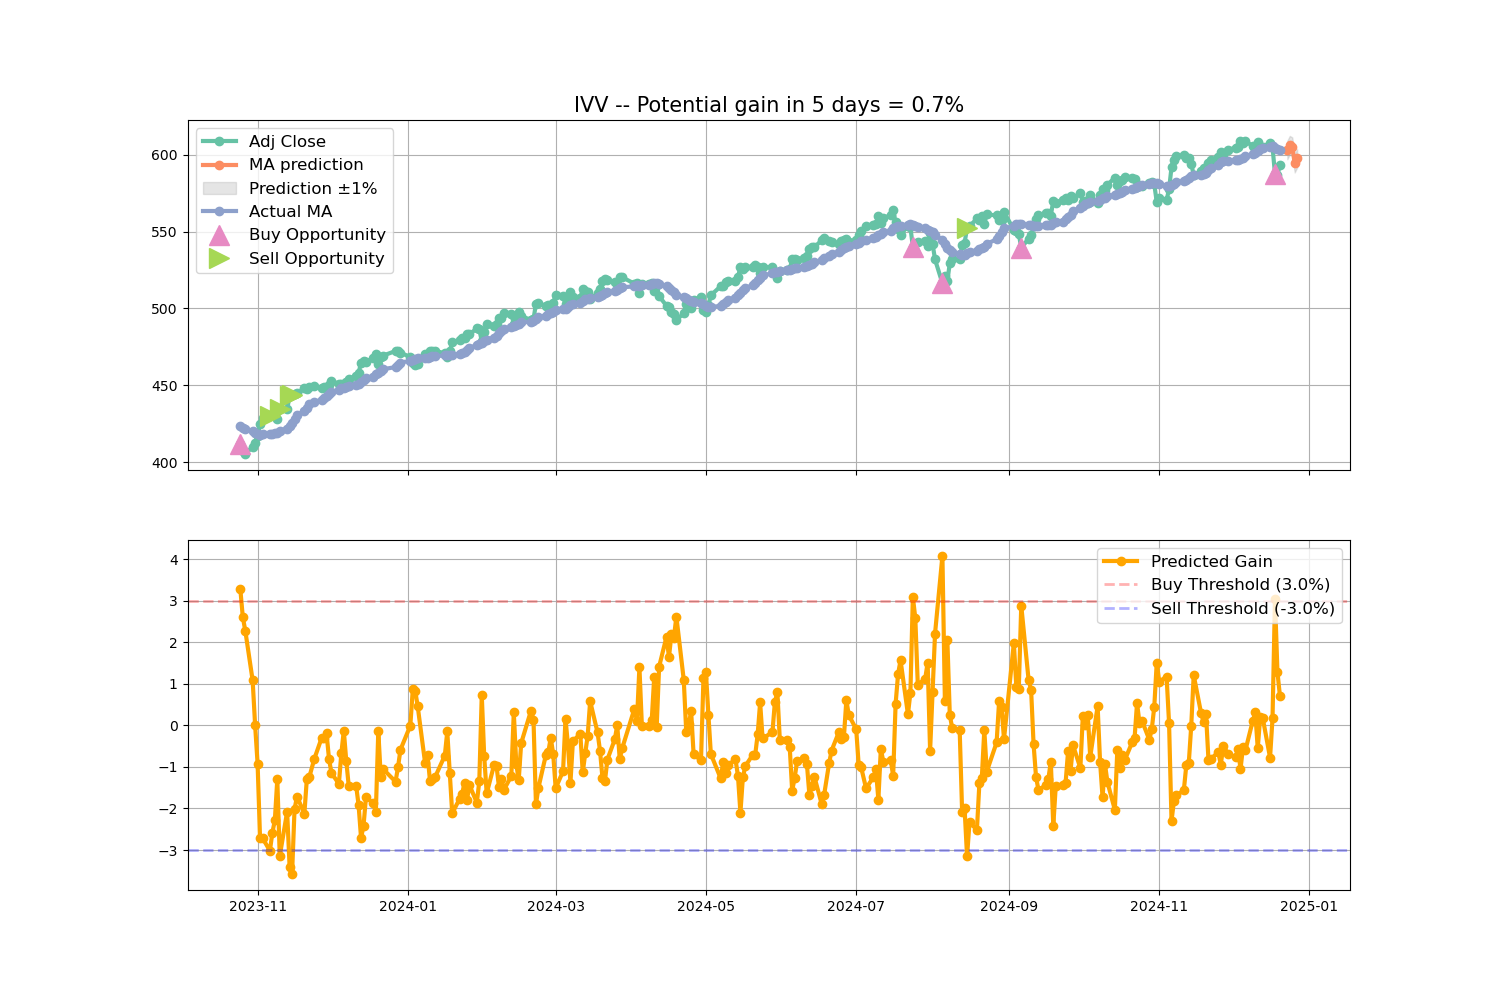 IVV -- Potential gain in 5 days = 0.7%
Adj Close
MA prediction
Prediction ±1%
Actual MA
Buy Opportunity
Sell Opportunity
600
550
500
450
400
Predicted Gain
Buy Threshold (3.0%)
Sell Threshold (-3.0%)
4
3
2
1
0
−1
−2
−3
2023-11 2024-01 2024-03 2024-05 2024-07 2024-09 2024-11 2025-01